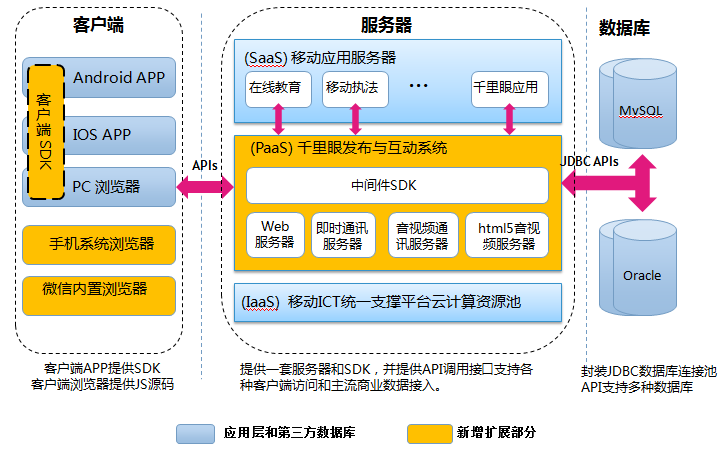 客户端
Android APP
IOS APP
PC 浏览器
客户端 SDK
手机系统浏览器
微信内置浏览器
客户端APP提供SDK
客户端浏览器提供JS源码
APIs
服务器
(SaaS) 移动应用服务器
在线教育
移动执法
...
千里眼应用
(PaaS) 千里眼发布与互动系统
中间件SDK
Web
服务器
即时通讯
服务器
音视频通
讯服务器
html5音视
频服务器
(IaaS) 移动ICT统一支撑平台云计算资源池
提供一套服务器和SDK，并提供API调用接口支持各
种客户端访问和主流商业数据接入。
JDBC APIs
数据库
MySQL
Oracle
封装JDBC数据库连接池
API支持多种数据库
应用层和第三方数据库
新增扩展部分